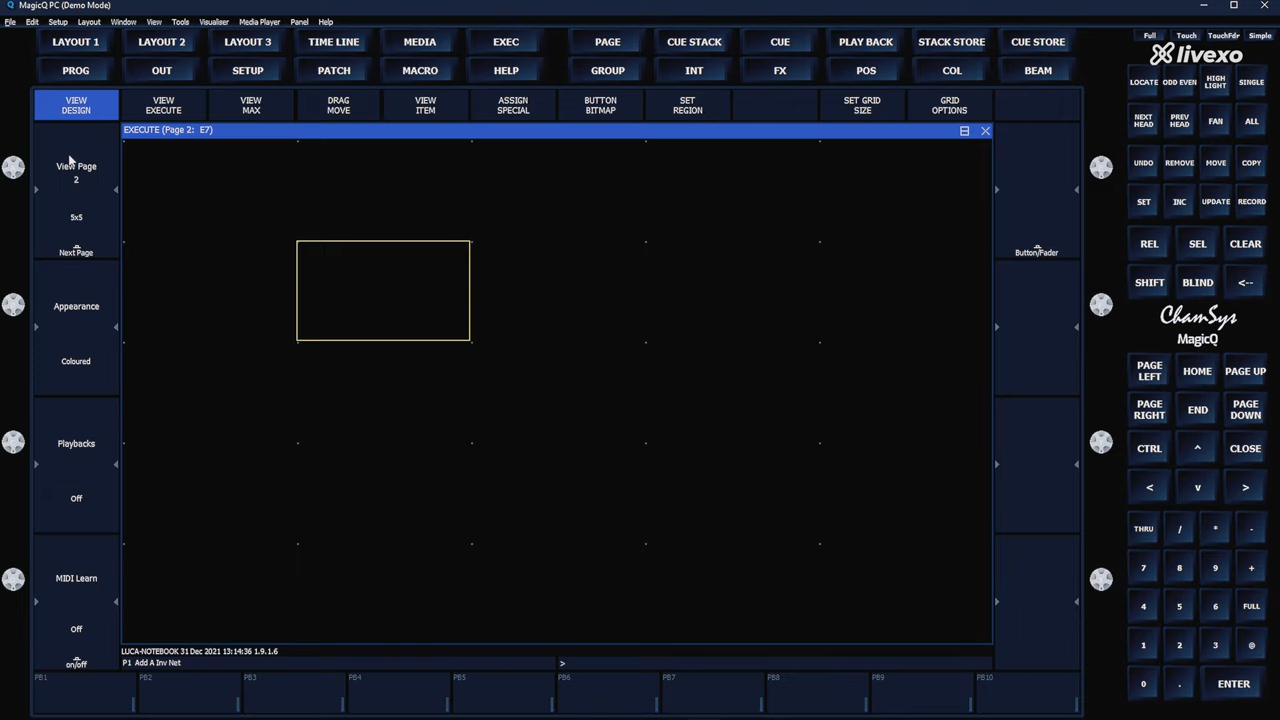 MagicQ PC (Demo Mode)
File Edit Setup Layout Window View Tools Visualiser Media Player Panel Help
Full Touch TouchFdr Simple
LAYOUT 1 LAYOUT 2 LAYOUT 3 TIME LINE MEDIA EXEC PAGE CUE STACK CUE PLAY BACK STACK STORE CUE STORE
livexo
PROG OUT SETUP PATCH MACRO HELP GROUP INT FX POS COL BEAM
LOCATE ODD EVEN HIGH LIGHT SINGLE
VIEW DESIGN VIEW EXECUTE VIEW MAX DRAG MOVE VIEW ITEM ASSIGN SPECIAL BUTTON BITMAP SET REGION SET GRID SIZE GRID OPTIONS
NEXT HEAD PREV HEAD FAN ALL
EXECUTE (Page 2: E7)
View Page
2
5x5
Next Page
Button/Fader
UNDO REMOVE MOVE COPY
SET INC UPDATE RECORD
REL SEL CLEAR
SHIFT BLIND <--
Appearance
Coloured
ChamSys
MagicQ
PAGE LEFT HOME PAGE UP
PAGE RIGHT END PAGE DOWN
CTRL ^ CLOSE
< v >
Playbacks
Off
THRU / * -
7 8 9 +
4 5 6 FULL
1 2 3 @
0 . ENTER
MIDI Learn
Off
on/off
LUCA-NOTEBOOK 31 Dec 2021 13:14:36 1.9.1.6
P1 Add A Inv Net >
PB1 PB2 PB3 PB4 PB5 PB6 PB7 PB8 PB9 PB10